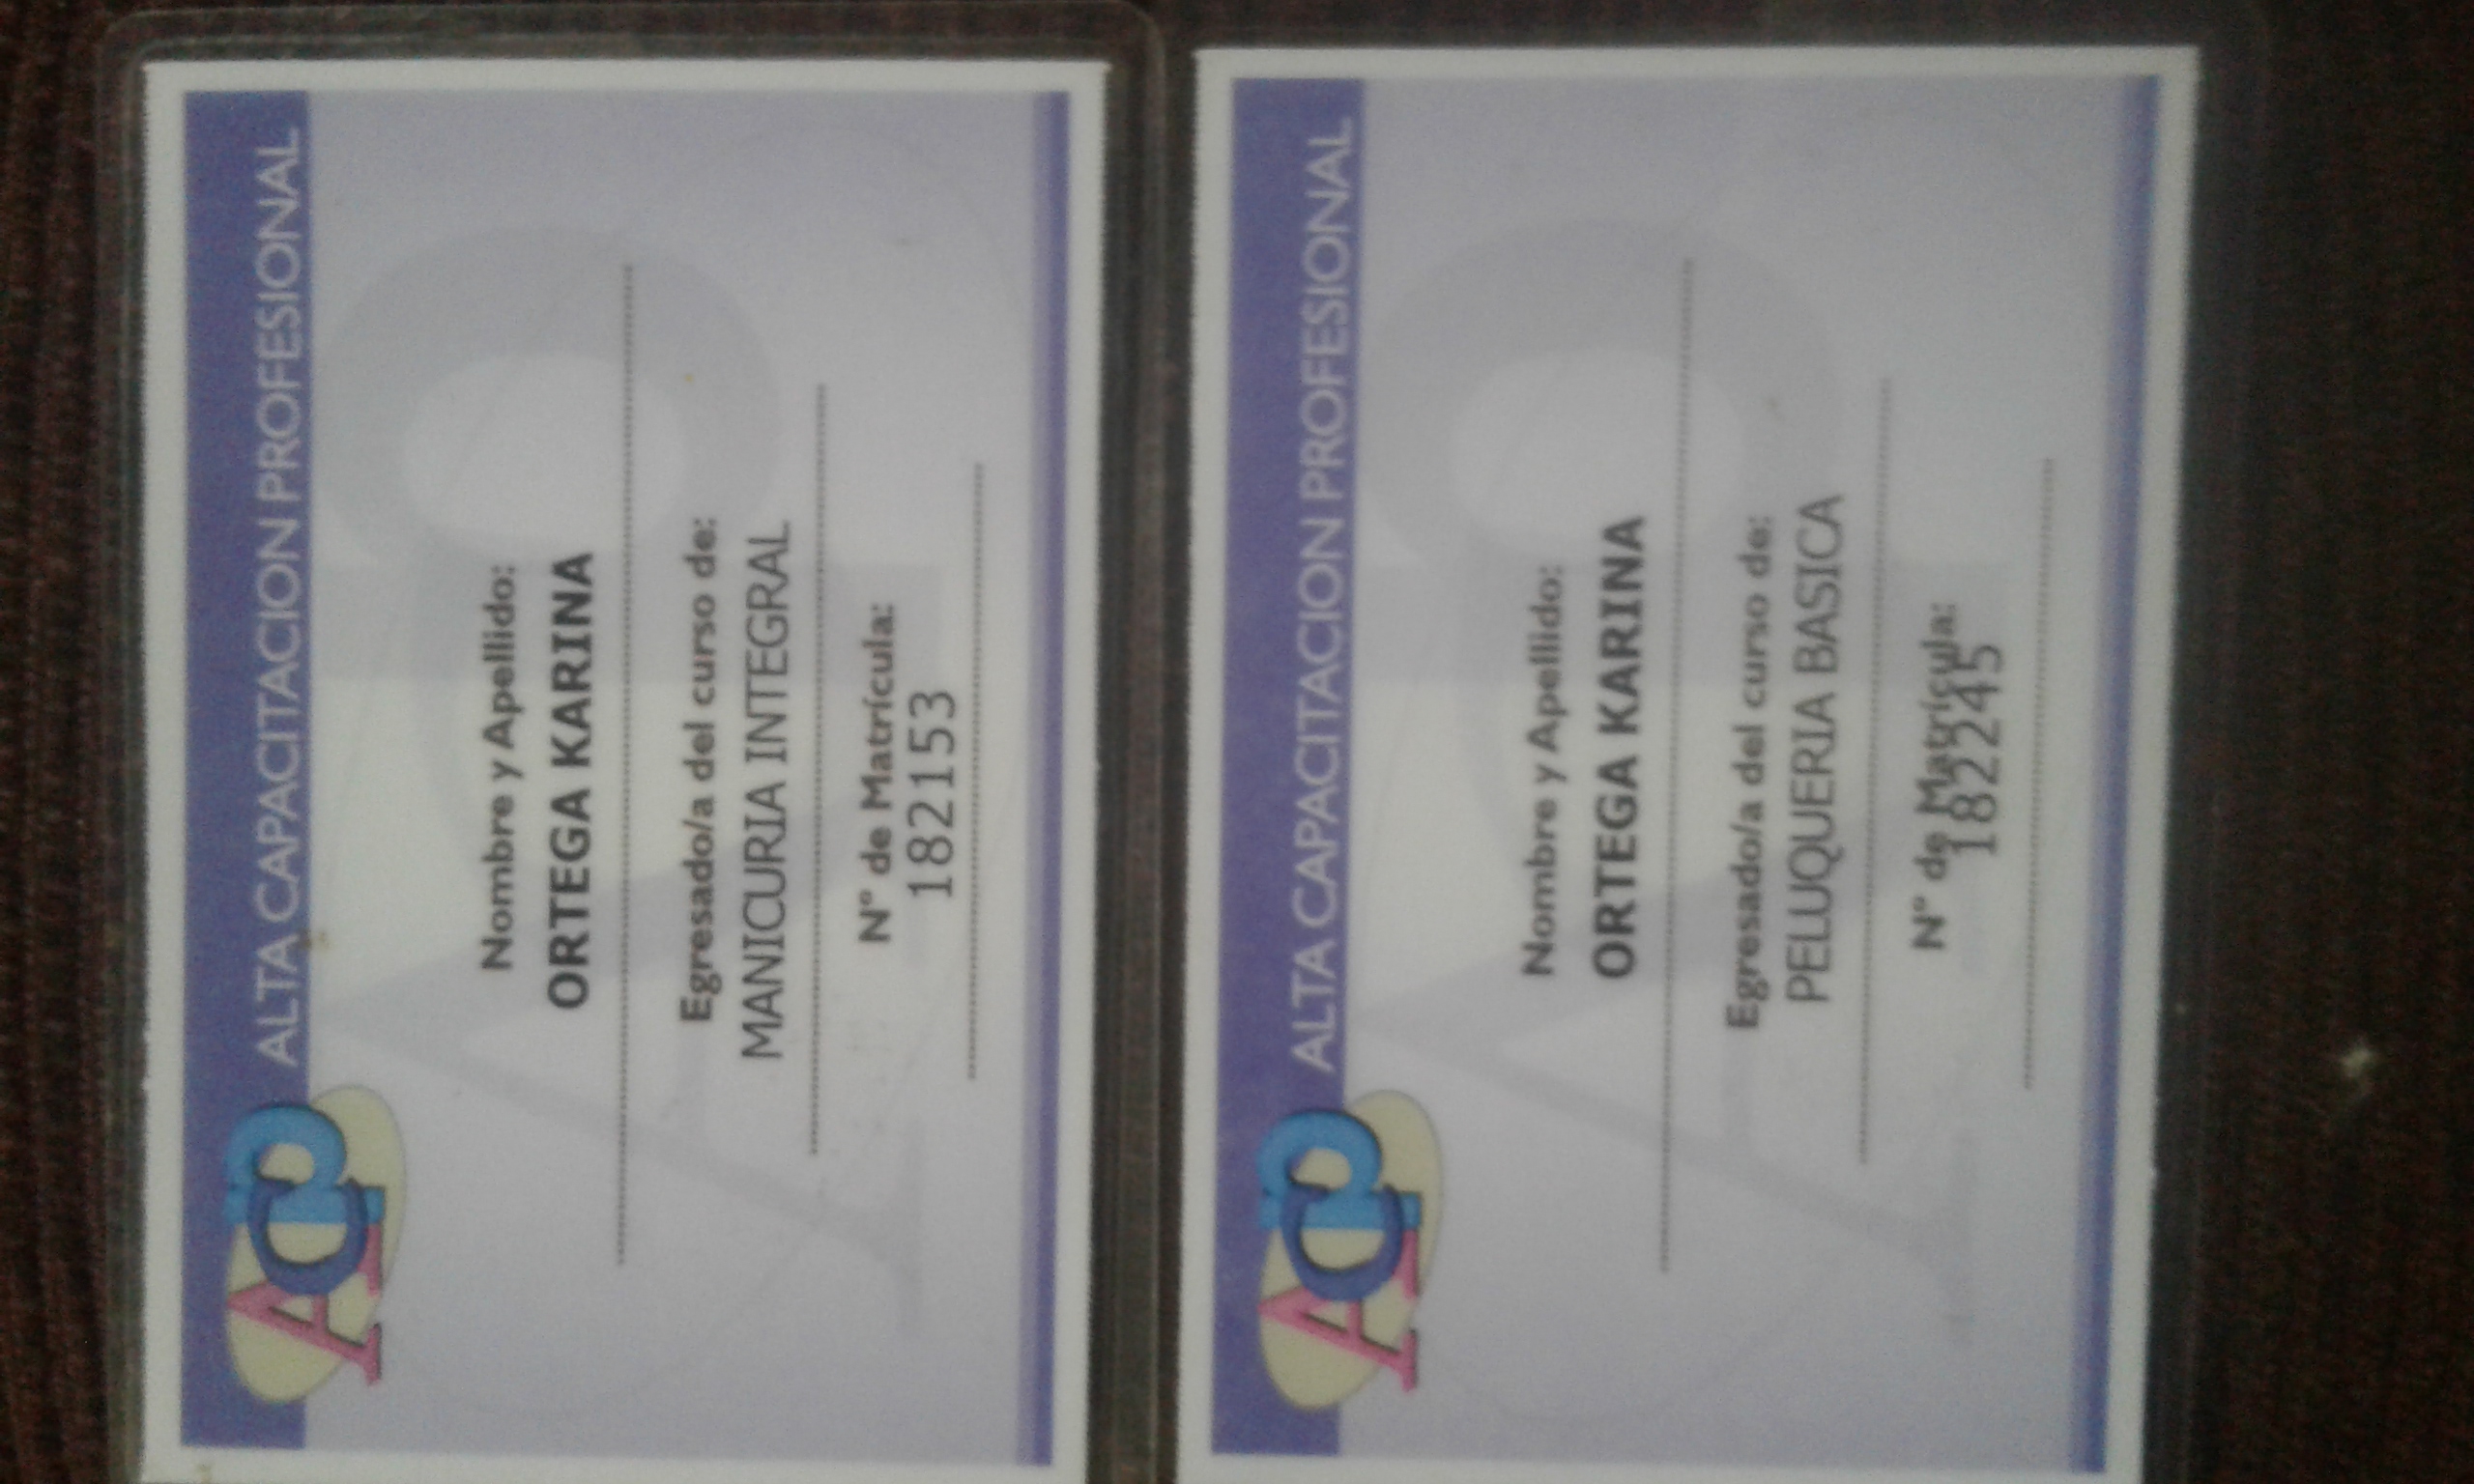 ACP ALTA CAPACITACION PROFESIONAL
Nombre y Apellido:
ORTEGA KARINA
Egresado/a del curso de:
MANICURIA INTEGRAL
Nº de Matrícula:
182153
ACP ALTA CAPACITACION PROFESIONAL
Nombre y Apellido:
ORTEGA KARINA
Egresado/a del curso de:
PELUQUERIA BASICA
Nº de Matrícula:
182245